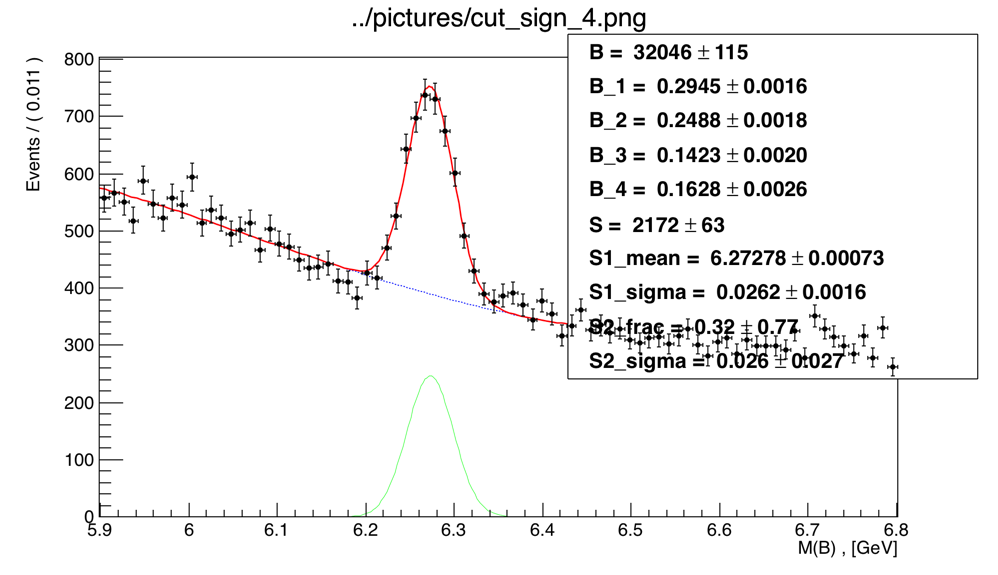 ../pictures/cut_sign_4.png
Events / ( 0.011 )
800
700
600
500
400
300
200
100
0
B = 32046 ± 115
B_1 = 0.2945 ± 0.0016
B_2 = 0.2488 ± 0.0018
B_3 = 0.1423 ± 0.0020
B_4 = 0.1628 ± 0.0026
S = 2172 ± 63
S1_mean = 6.27278 ± 0.00073
S1_sigma = 0.0262 ± 0.0016
S2_frac = 0.32 ± 0.77
S2_sigma = 0.026 ± 0.027
5.9 6 6.1 6.2 6.3 6.4 6.5 6.6 6.7 6.8
M(B) , [GeV]